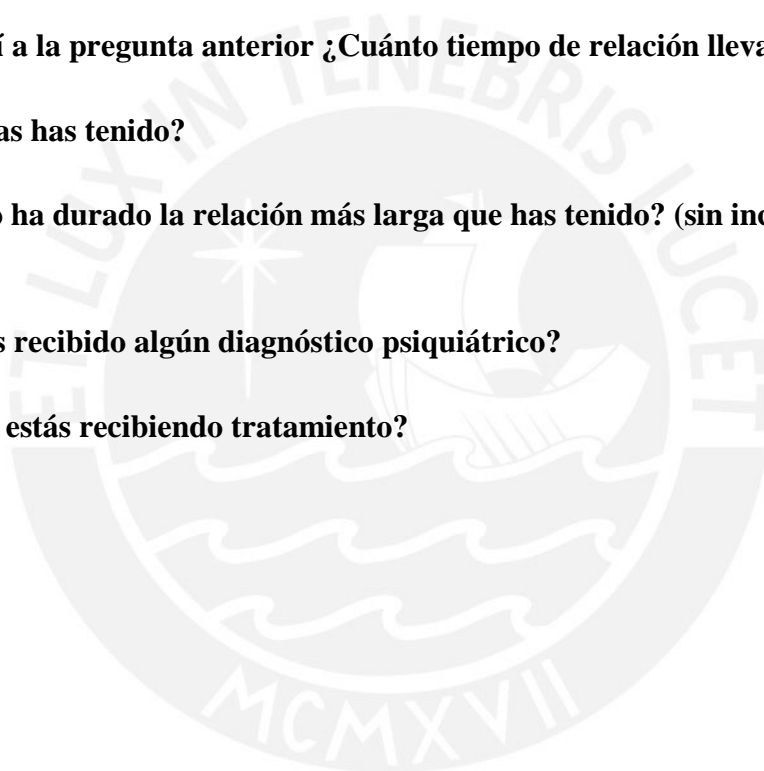 í a la pregunta anterior ¿Cuánto tiempo de relación lleva
as has tenido?
o ha durado la relación más larga que has tenido? (sin inc
s recibido algún diagnóstico psiquiátrico?
estás recibiendo tratamiento?
ET LUX IN TENEBRIS LUCET
MCMXVII